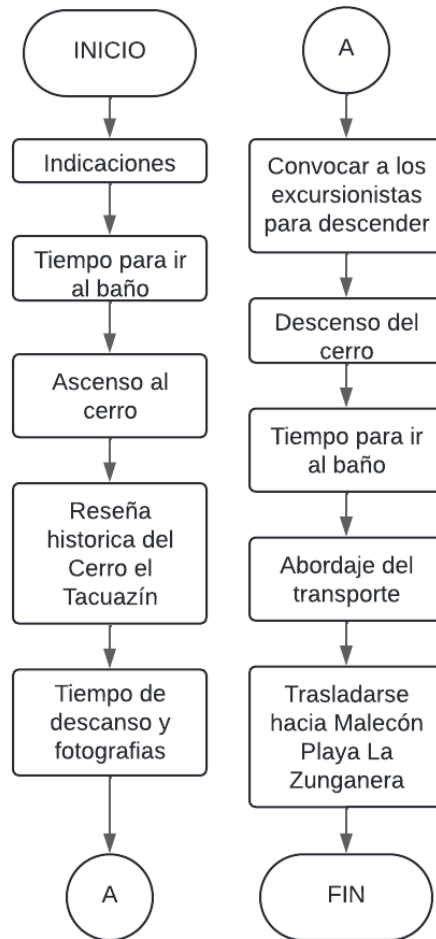 INICIO
Indicaciones
Tiempo para ir
al baño
Ascenso al
cerro
Reseña
historica del
Cerro el
Tacuazín
Tiempo de
descanso y
fotografias
A
A
Convocar a los
excursionistas
para descender
Descenso del
cerro
Tiempo para ir
al baño
Abordaje del
transporte
Trasladarse
hacia Malecón
Playa La
Zunganera
FIN